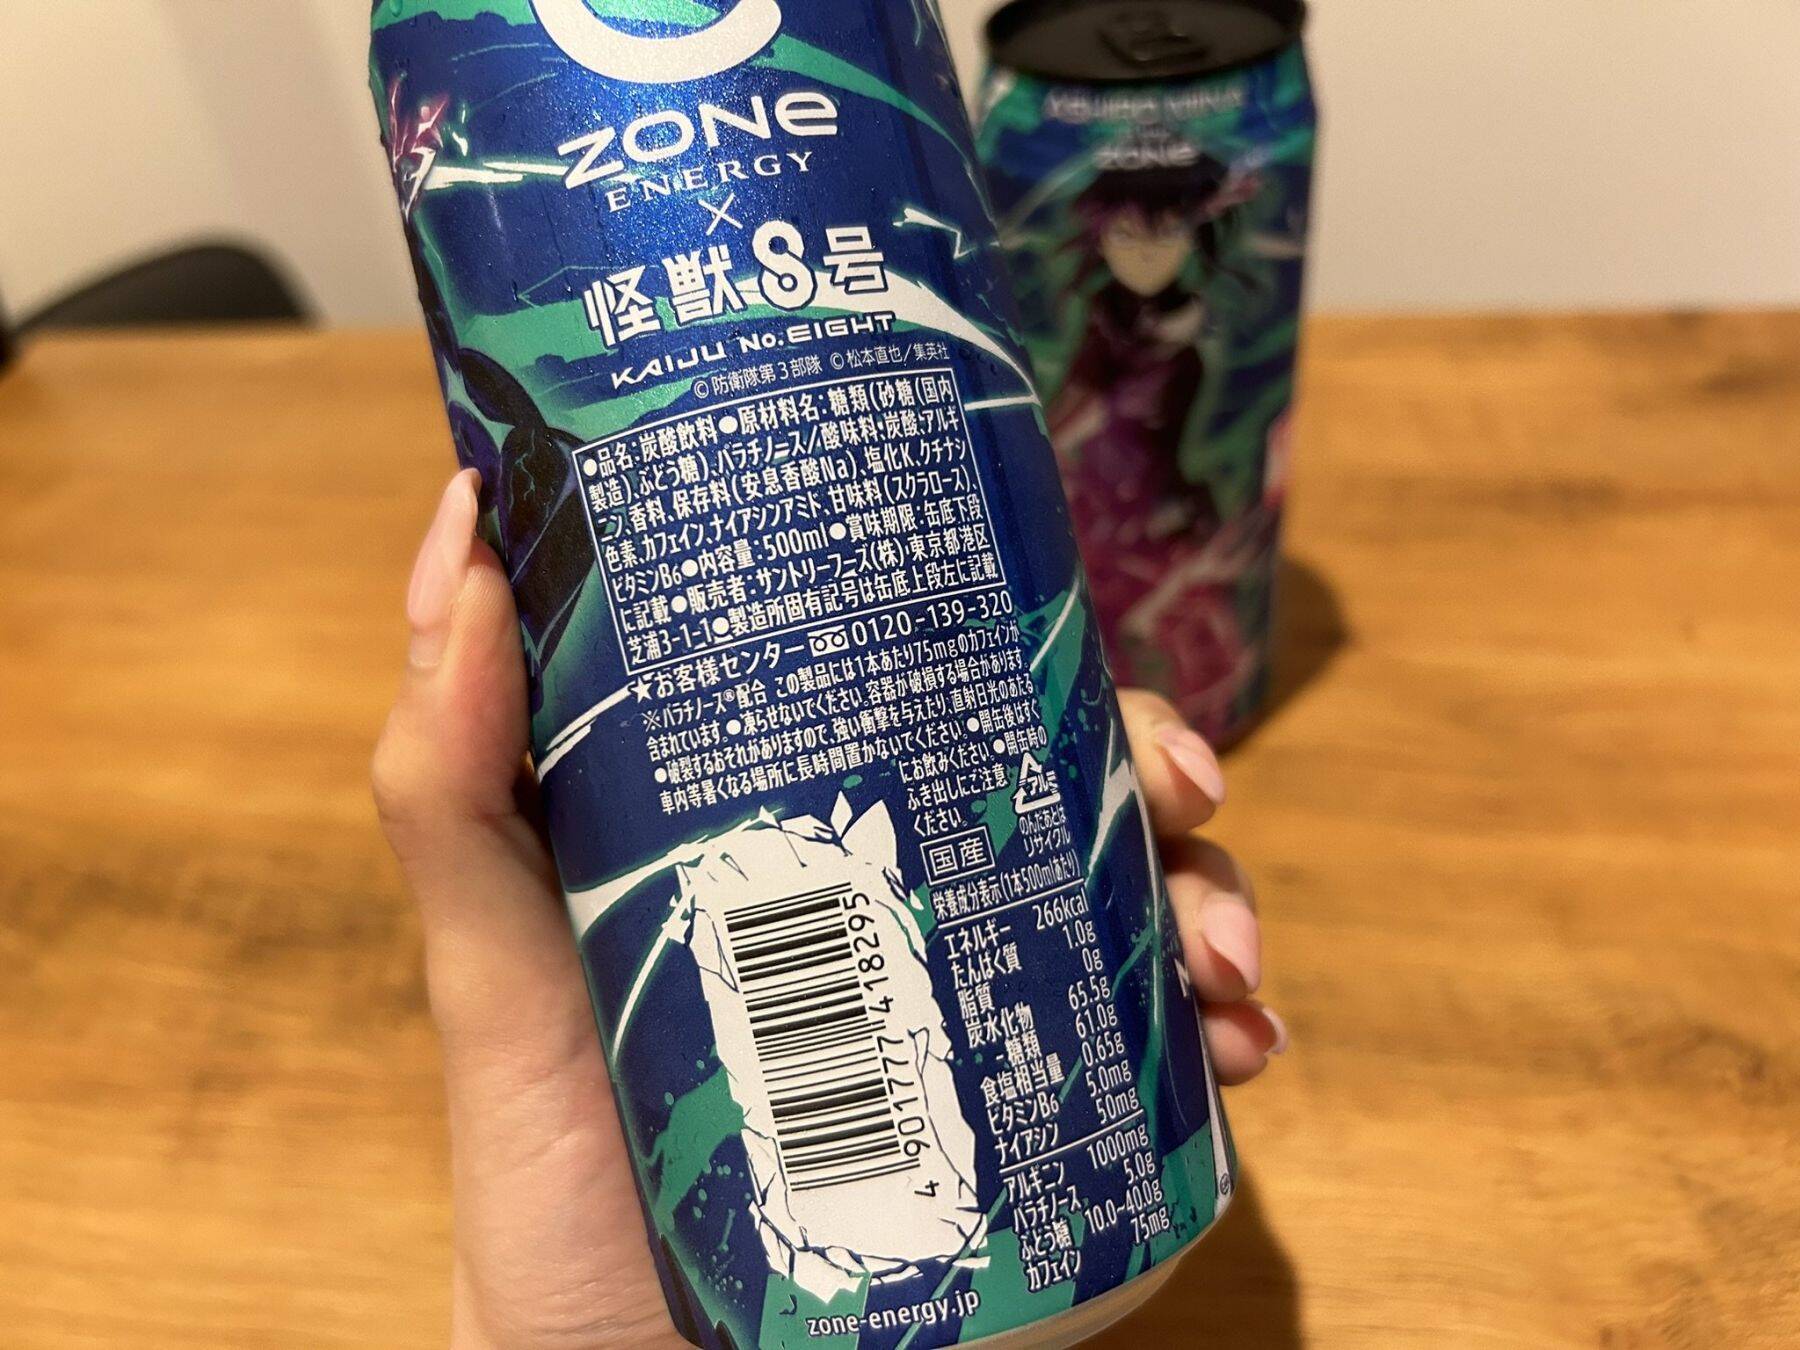 ZONe
ENERGY
×
怪獣8号
KAIJU No. EIGHT
©防衛隊第3部隊 ©松本直也/集英社
●品名:炭酸飲料●原材料名:糖類(砂糖(国内
製造)、ぶどう糖)、パラチノース/酸味料、炭酸、アルギ
ニン、香料、保存料(安息香酸Na)、塩化K、クチナシ
色素、カフェイン、ナイアシンアミド、甘味料(スクラロース)、
ビタミンB6●内容量:500ml●賞味期限:缶底下段
に記載●販売者:サントリーフーズ(株)東京都港区
芝浦3-1-1●製造所固有記号は缶底上段左に記載
★お客様センター 0120-139-320
※パラチノース®配合 この製品には1本あたり75mgのカフェインが
含まれています。●凍らせないでください。容器が破損する場合があります。
●破裂するおそれがありますので、強い衝撃を与えたり、直射日光のあたる
車内等暑くなる場所に長時間置かないでください。●開缶後はすぐ
にお飲みください。●開缶時の
ふき出しにご注意
ください。
アルミ
のんだあとは
リサイクル
国産
栄養成分表示(1本500mlあたり)
エネルギー 266kcal
たんぱく質 1.0g
脂質 0g
炭水化物 65.5g
-糖類 61.0g
食塩相当量 0.65g
ビタミンB6 5.0mg
ナイアシン 50mg
アルギニン 1000mg
パラチノース 5.0g
ぶどう糖 10.0~40.0g
カフェイン 75mg
4 901777 418295
zone-energy.jp
ASHIRO MINA
ZONe